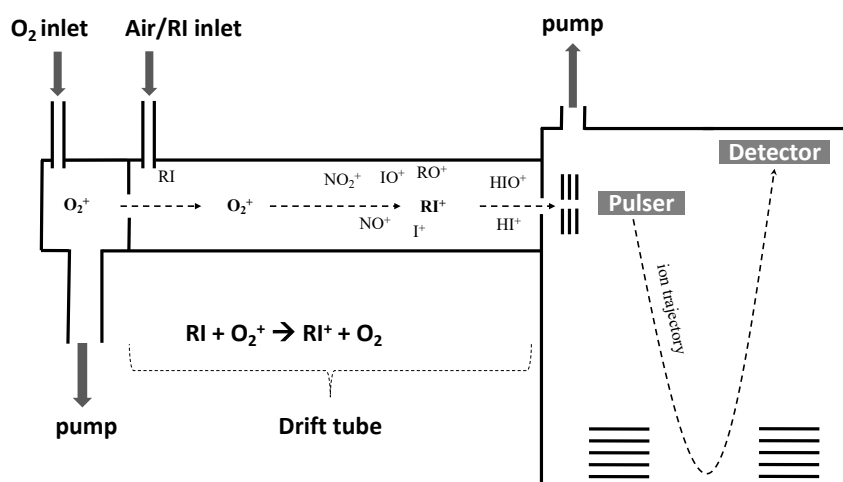 O₂ inlet
Air/RI inlet
pump
Detector
RI
NO₂⁺
IO⁺
RO⁺
HIO⁺
O₂⁺
O₂⁺
RI⁺
Pulser
NO⁺
I⁺
HI⁺
ion trajectory
RI + O₂⁺ → RI⁺ + O₂
pump
Drift tube